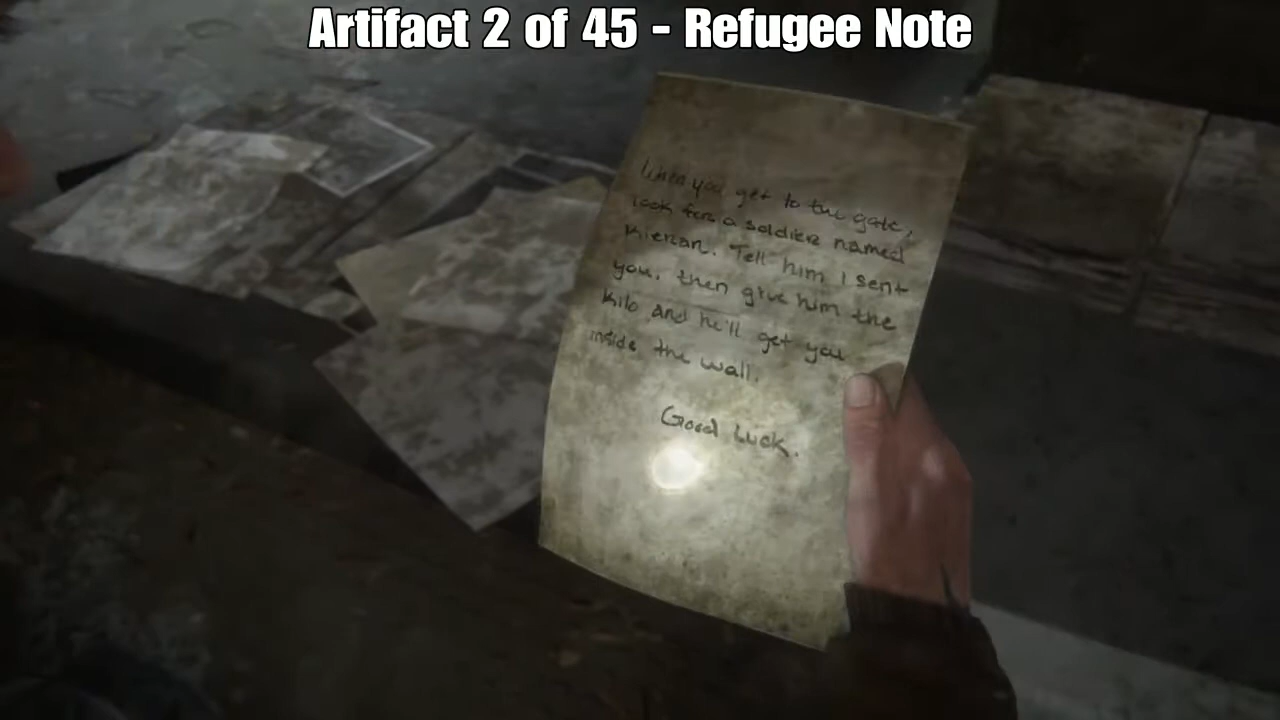 Artifact 2 of 45 - Refugee Note
When you get to the gate,
look for a soldier named
Kieran. Tell him I sent
you, then give him the
kilo and he'll get you
inside the wall.
Good Luck.